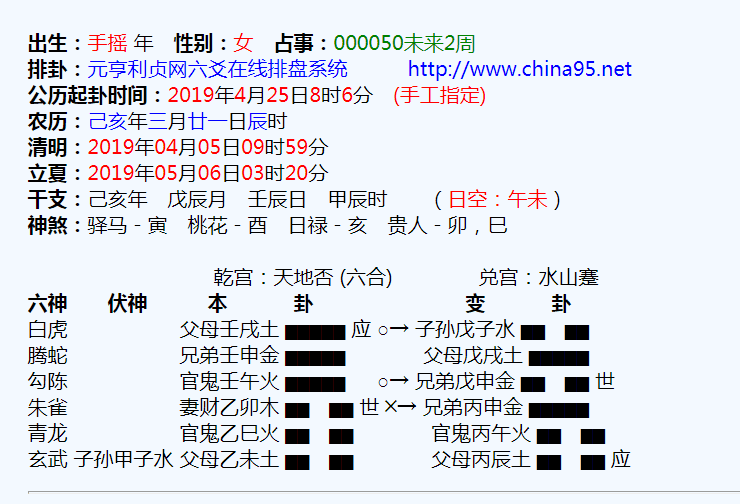 出生：手摇 年 性别：女 占事：000050未来2周
排卦：元亨利贞网六爻在线排盘系统 http://www.china95.net
公历起卦时间：2019年4月25日8时6分 (手工指定)
农历：己亥年三月廿一日辰时
清明：2019年04月05日09时59分
立夏：2019年05月06日03时20分
干支：己亥年 戊辰月 壬辰日 甲辰时 （日空：午未）
神煞：驿马－寅 桃花－酉 日禄－亥 贵人－卯，巳
乾宫：天地否 (六合) 兑宫：水山蹇
六神 伏神 本 卦 变 卦
白虎 父母壬戌土 ▅▅▅▅▅ 应 ○→ 子孙戊子水 ▅▅ ▅▅
腾蛇 兄弟壬申金 ▅▅▅▅▅ 父母戊戌土 ▅▅▅▅▅
勾陈 官鬼壬午火 ▅▅▅▅▅ ○→ 兄弟戊申金 ▅▅ ▅▅ 世
朱雀 妻财乙卯木 ▅▅ ▅▅ 世 ×→ 兄弟丙申金 ▅▅▅▅▅
青龙 官鬼乙巳火 ▅▅ ▅▅ 官鬼丙午火 ▅▅ ▅▅
玄武 子孙甲子水 父母乙未土 ▅▅ ▅▅ 父母丙辰土 ▅▅ ▅▅ 应